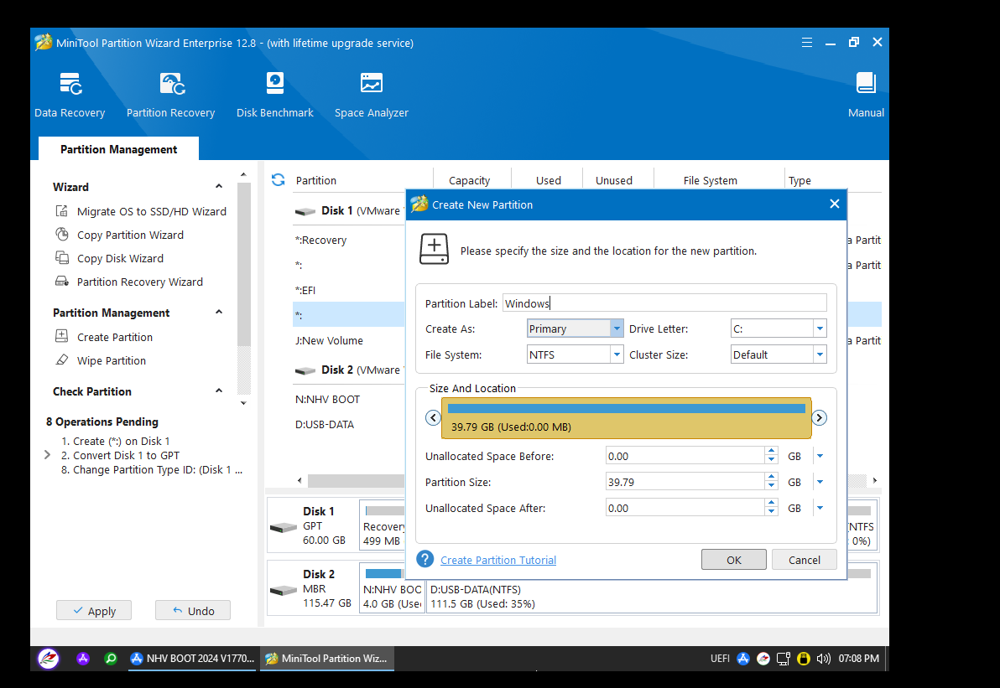 MiniTool Partition Wizard Enterprise 12.8 - (with lifetime upgrade service)
Data Recovery
Partition Recovery
Disk Benchmark
Space Analyzer
Manual
Partition Management
Wizard
Migrate OS to SSD/HD Wizard
Copy Partition Wizard
Copy Disk Wizard
Partition Recovery Wizard
Partition Management
Create Partition
Wipe Partition
Check Partition
8 Operations Pending
1. Create (*:) on Disk 1
2. Convert Disk 1 to GPT
8. Change Partition Type ID: (Disk 1 ...
Apply
Undo
Partition
Capacity
Used
Unused
File System
Type
Disk 1 (VMware
*:Recovery
a Partit
*:
a Partit
*:EFI
*:
J:New Volume
a Partit
Disk 2 (VMware
N:NHV BOOT
D:USB-DATA
Create New Partition
Please specify the size and the location for the new partition.
Partition Label: Windows
Create As: Primary
Drive Letter: C:
File System: NTFS
Cluster Size: Default
Size And Location
39.79 GB (Used:0.00 MB)
Unallocated Space Before: 0.00 GB
Partition Size: 39.79 GB
Unallocated Space After: 0.00 GB
Create Partition Tutorial
OK
Cancel
Disk 1
GPT
60.00 GB
Recovery
499 MB
(NTFS
: 0%)
Disk 2
MBR
115.47 GB
N:NHV BOO
4.0 GB (Used
D:USB-DATA(NTFS)
111.5 GB (Used: 35%)
NHV BOOT 2024 V1770...
MiniTool Partition Wiz...
UEFI
07:08 PM